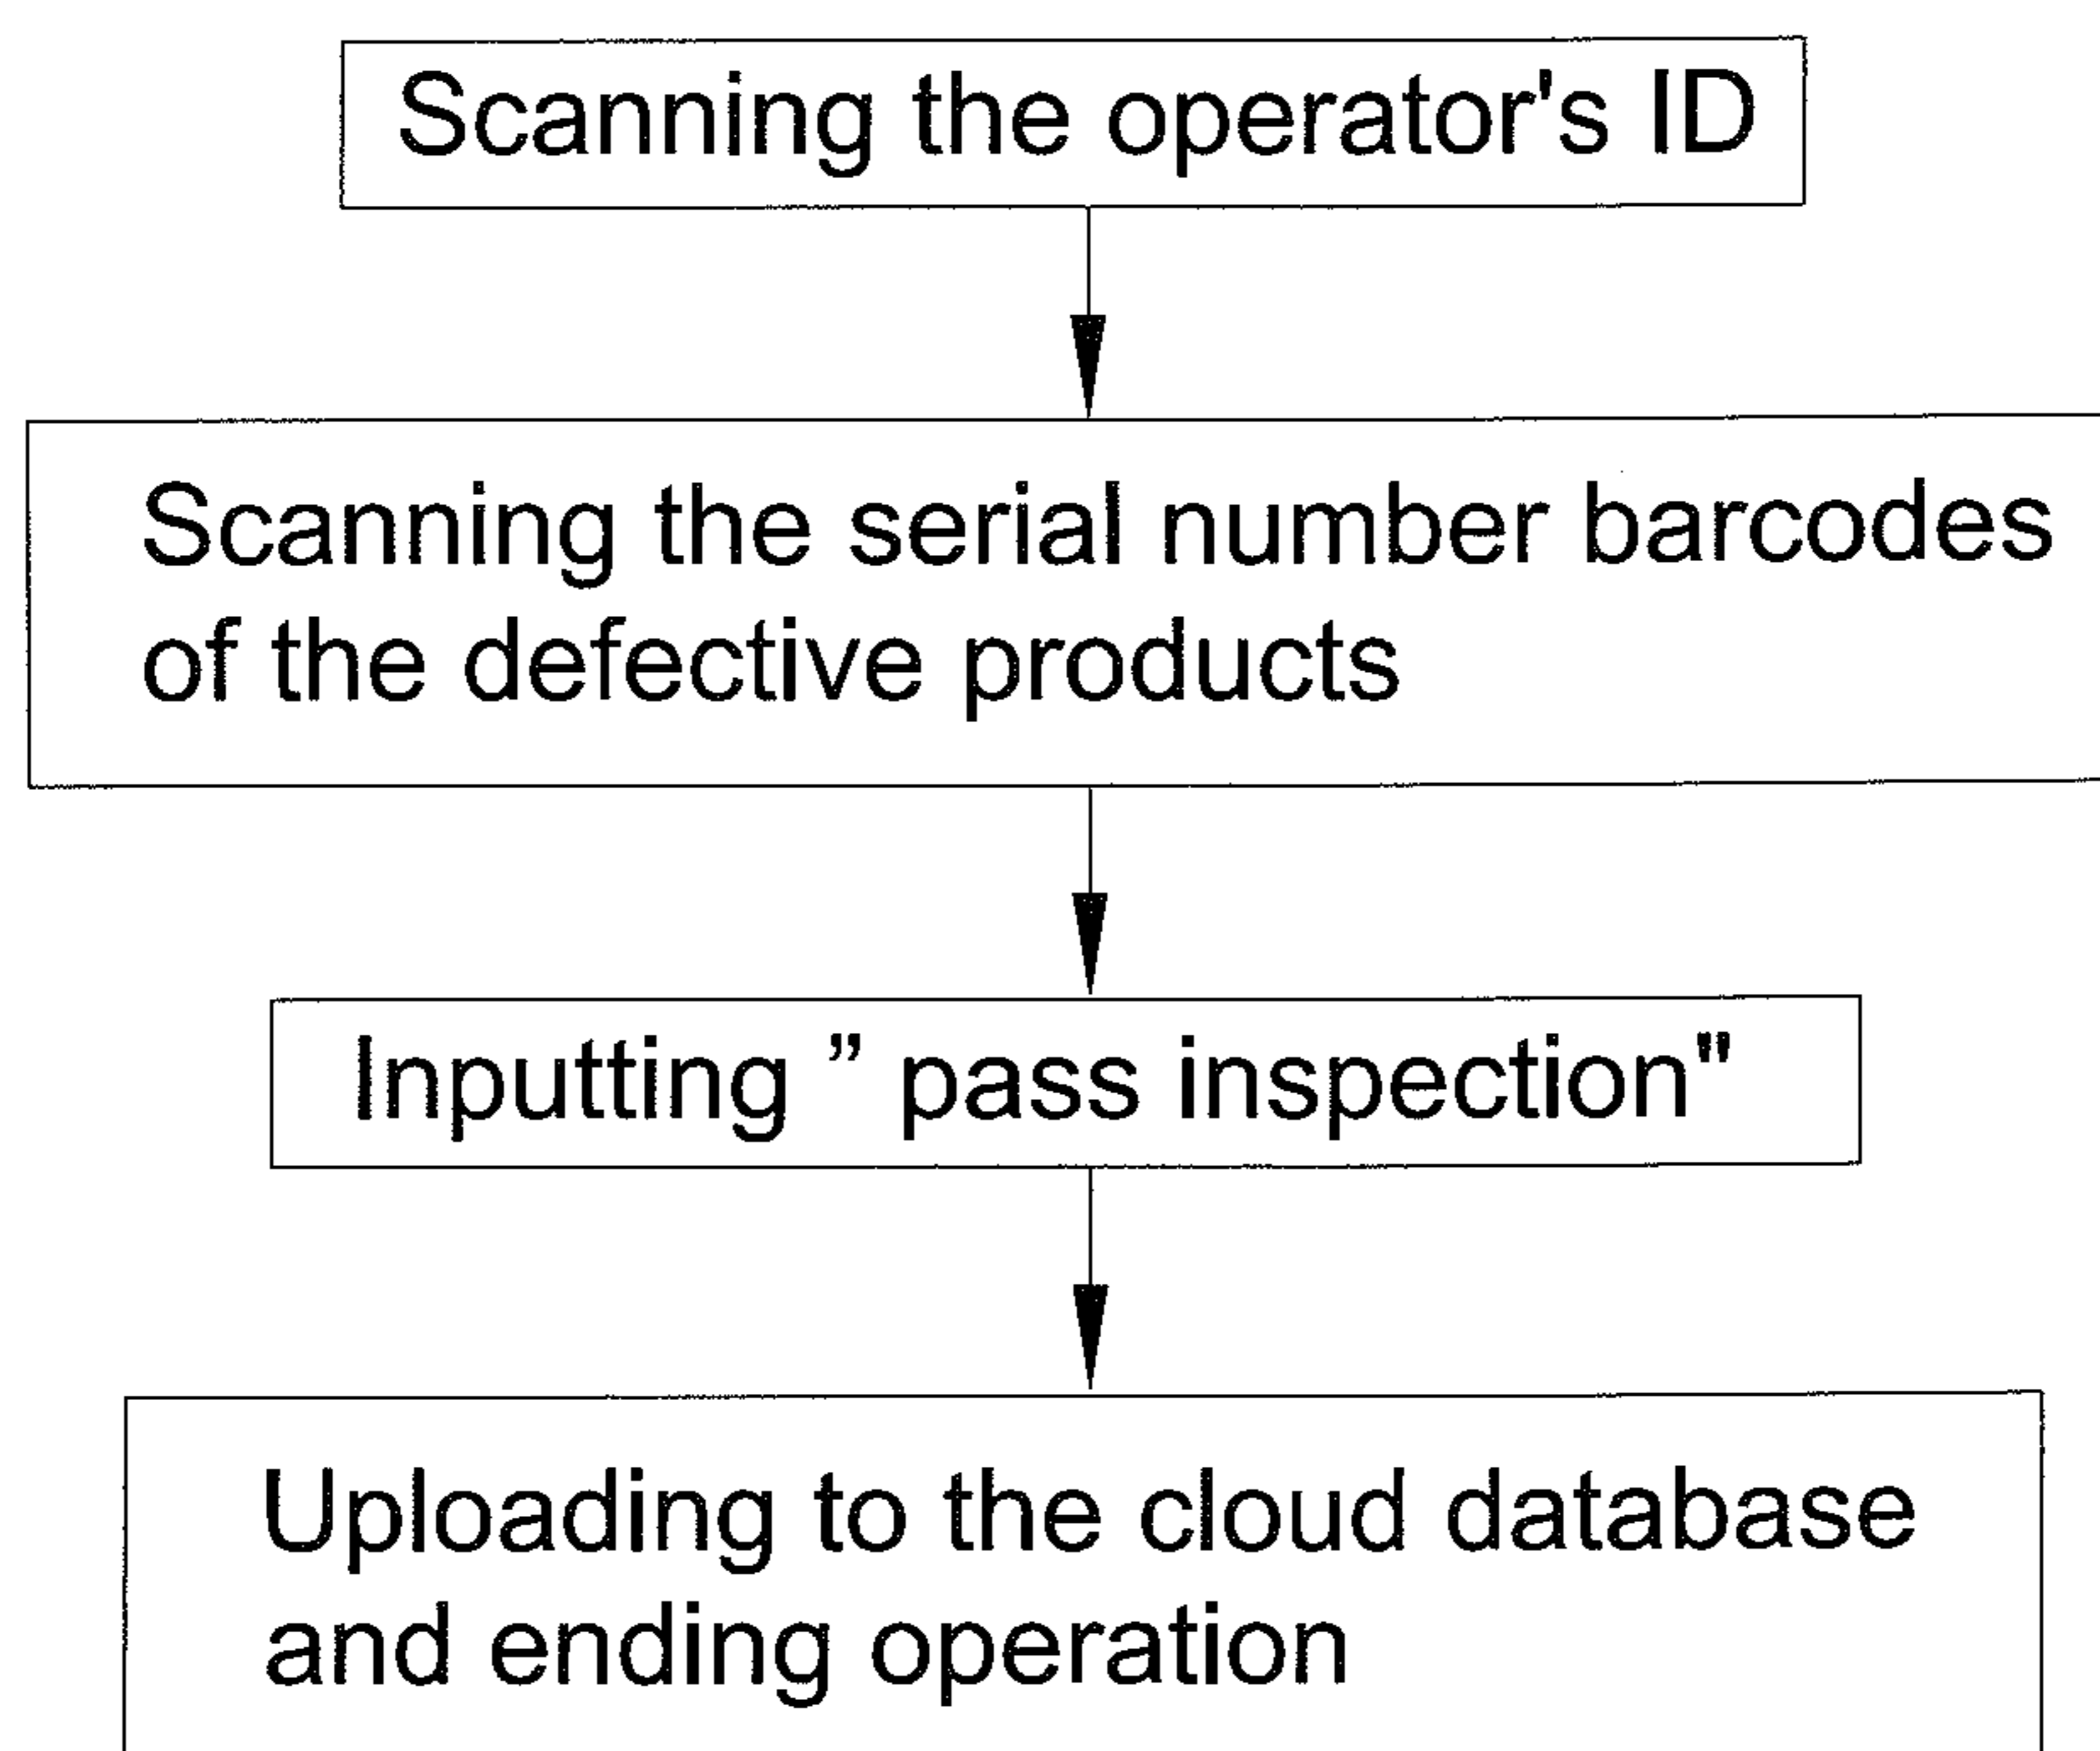 Scanning the operator's ID
Scanning the serial number barcodes
of the defective products
Inputting ” pass inspection"
Uploading to the cloud database
and ending operation